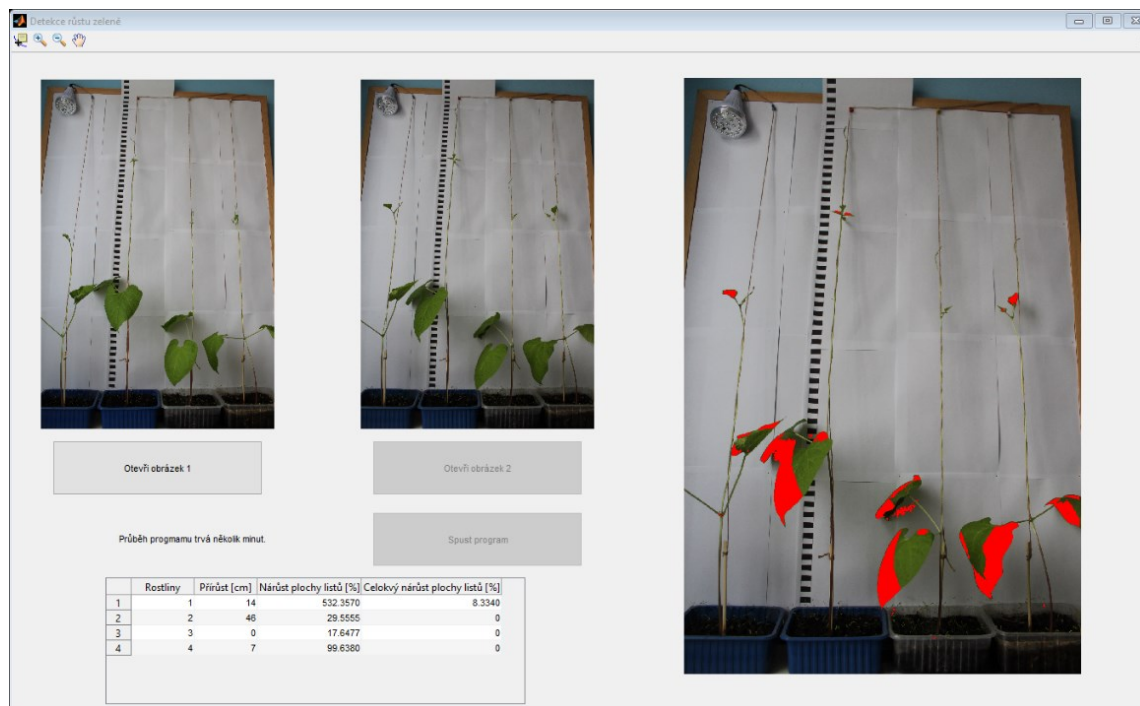 Detekce růstu zelené
Otevři obrázek 1
Otevři obrázek 2
Průběh progmamu trvá několik minut.
Spust program
Rostliny Přírůst [cm] Nárůst plochy listů [%] Celokvý nárůst plochy listů [%]
1 1 14 532.3570 8.3340
2 2 46 29.5555 0
3 3 0 17.6477 0
4 4 7 99.6380 0